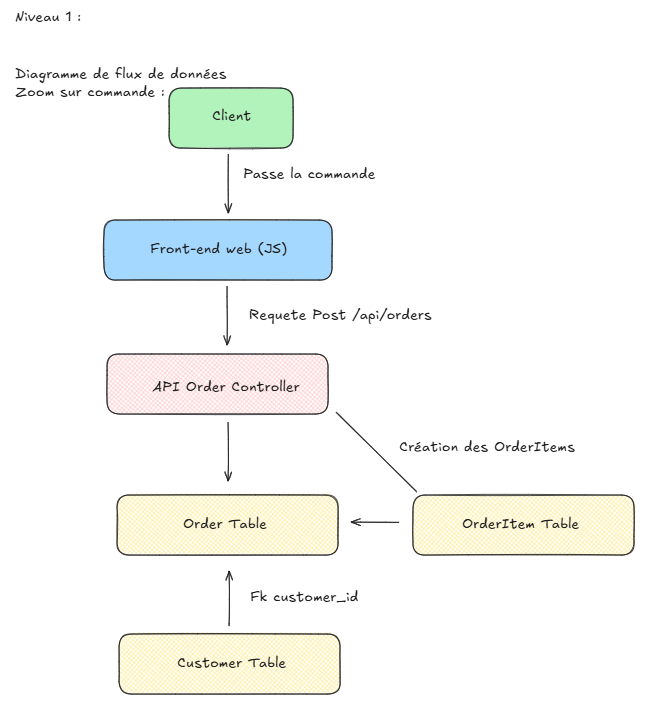 Niveau 1 :
Diagramme de flux de données
Zoom sur commande :
Client
Passe la commande
Front-end web (JS)
Requete Post /api/orders
API Order Controller
Création des OrderItems
Order Table
OrderItem Table
Fk customer_id
Customer Table